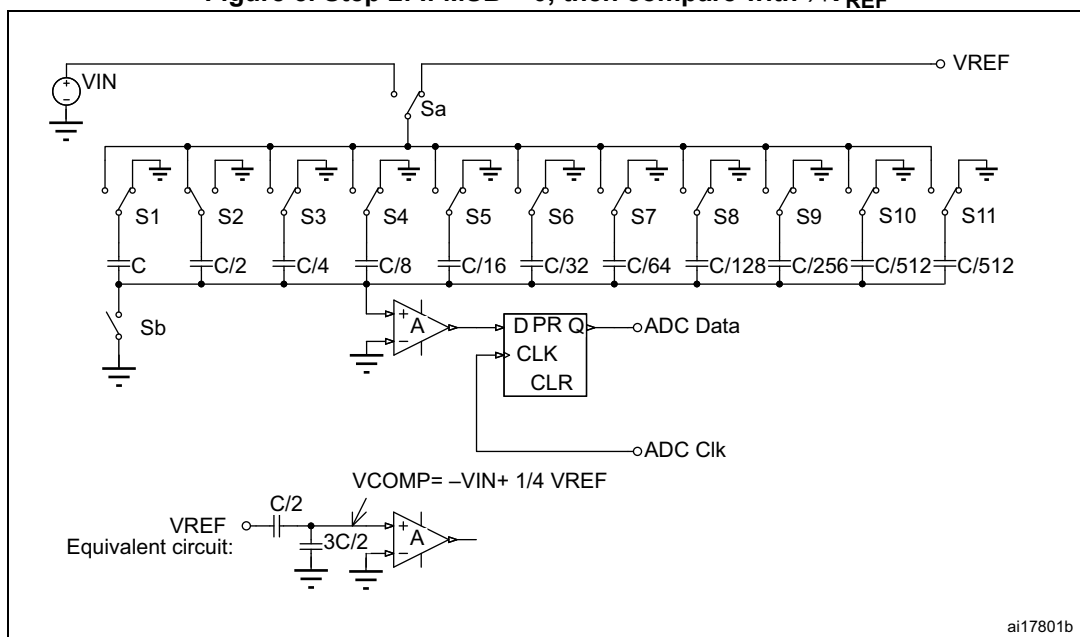 VREF
VIN
Sa
S1 S2 S3 S4 S5 S6 S7 S8 S9 S10 S11
C C/2 C/4 C/8 C/16 C/32 C/64 C/128 C/256 C/512 C/512
Sb
+
A
−
D PR Q
ADC Data
CLK
CLR
ADC Clk
VCOMP= –VIN+ 1/4 VREF
C/2
VREF
Equivalent circuit:
3C/2
+
A
−
ai17801b